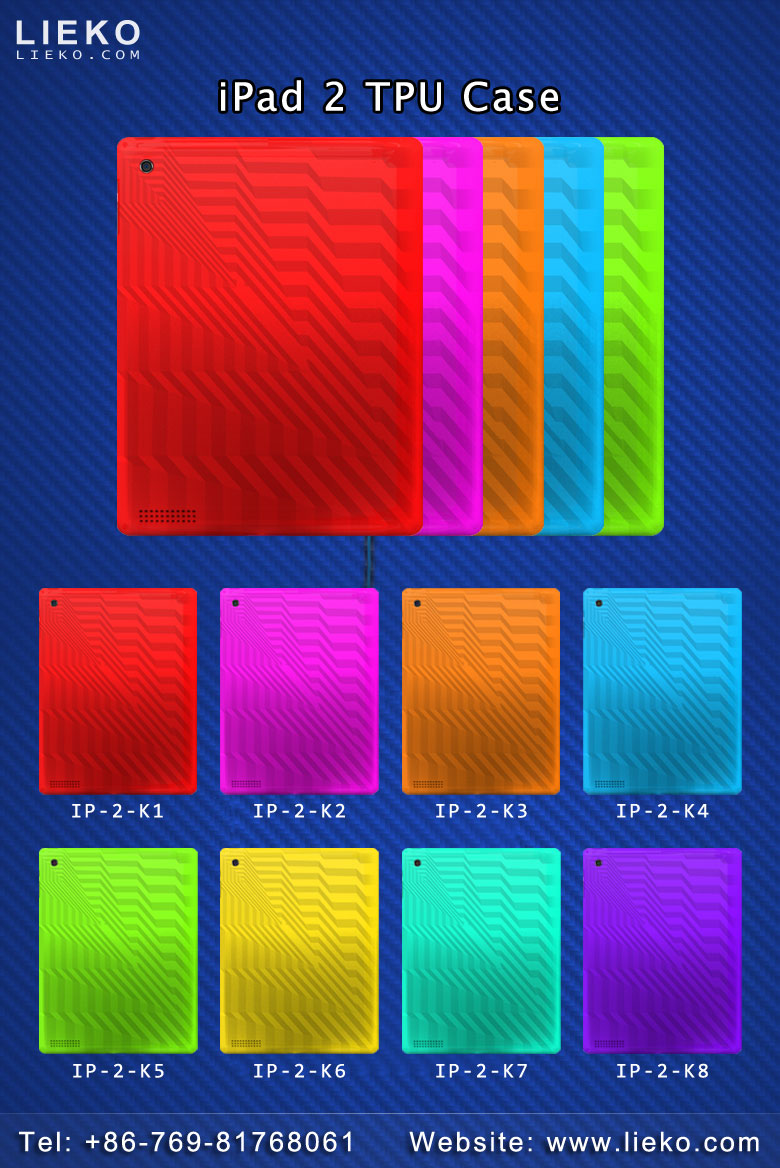 LIEKO
LIEKO.COM
iPad 2 TPU Case
IP-2-K1 IP-2-K2 IP-2-K3 IP-2-K4
IP-2-K5 IP-2-K6 IP-2-K7 IP-2-K8
Tel: +86-769-81768061 Website: www.lieko.com